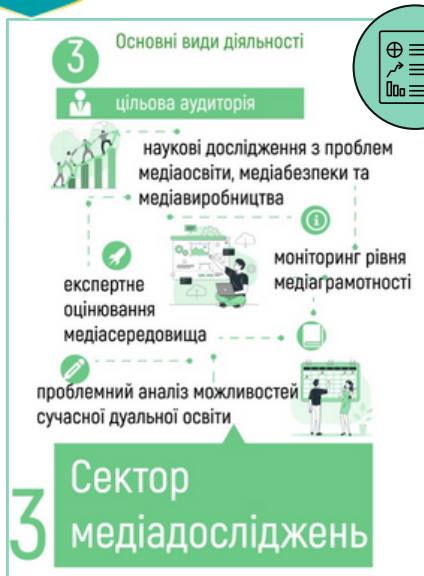 3
Основні види діяльності
цільова аудиторія
наукові дослідження з проблем
медіаосвіти, медіабезпеки та
медіавиробництва
моніторинг рівня
медіаграмотності
експертне
оцінювання
медіасередовища
проблемний аналіз можливостей
сучасної дуальної освіти
3
Сектор
медіадосліджень